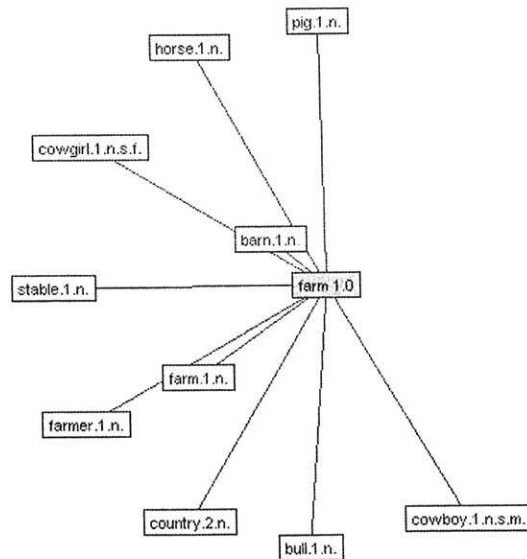 pig.1.n.
horse.1.n.
cowgirl.1.n.s.f.
barn.1.n.
farm 1.0
stable.1.n.
farm.1.n.
farmer.1.n.
country.2.n.
cowboy.1.n.s.m.
bull.1.n.